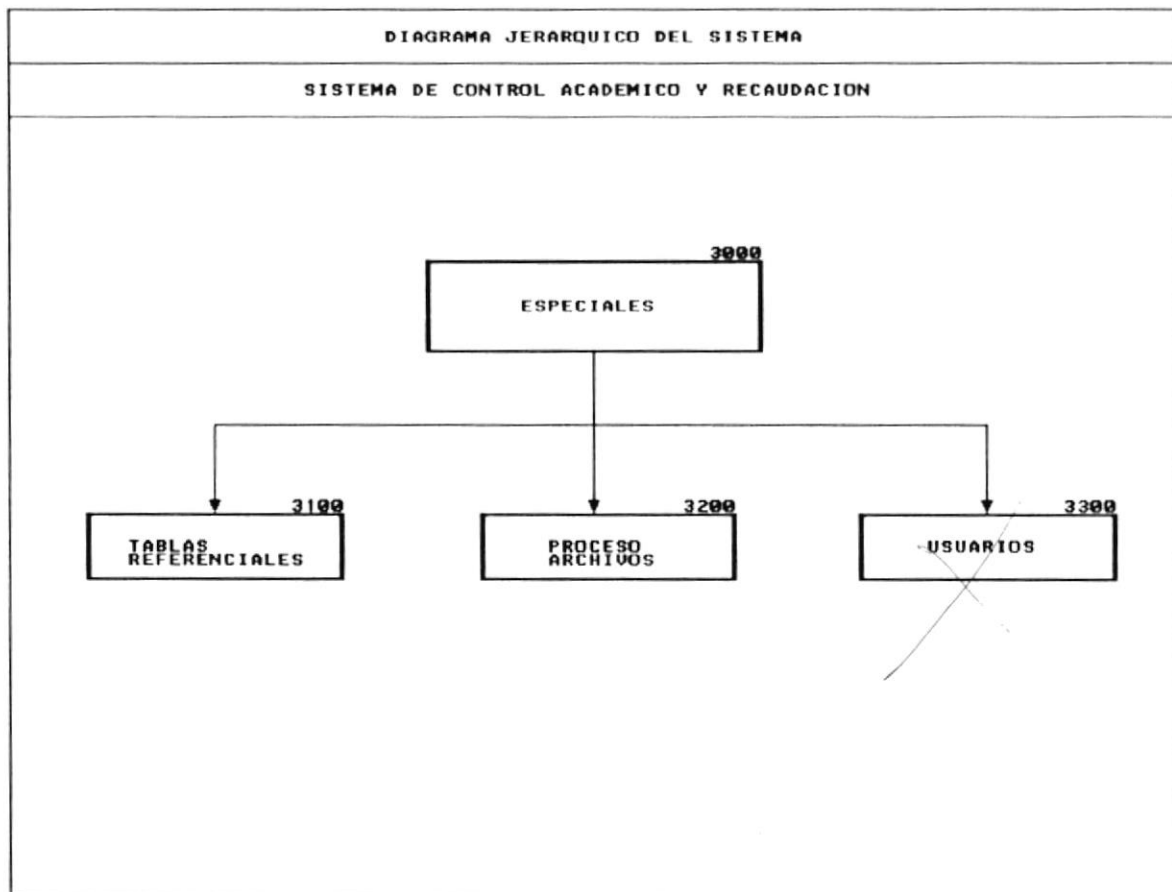 DIAGRAMA JERARQUICO DEL SISTEMA
SISTEMA DE CONTROL ACADEMICO Y RECAUDACION
3000
ESPECIALES
3100
TABLAS
REFERENCIALES
3200
PROCESO
ARCHIVOS
3300
USUARIOS